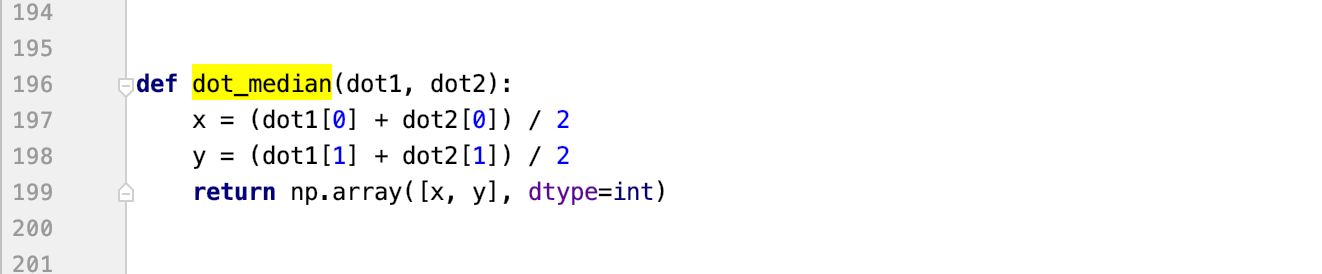 194
195
196 def dot_median(dot1, dot2):
197     x = (dot1[0] + dot2[0]) / 2
198     y = (dot1[1] + dot2[1]) / 2
199     return np.array([x, y], dtype=int)
200
201